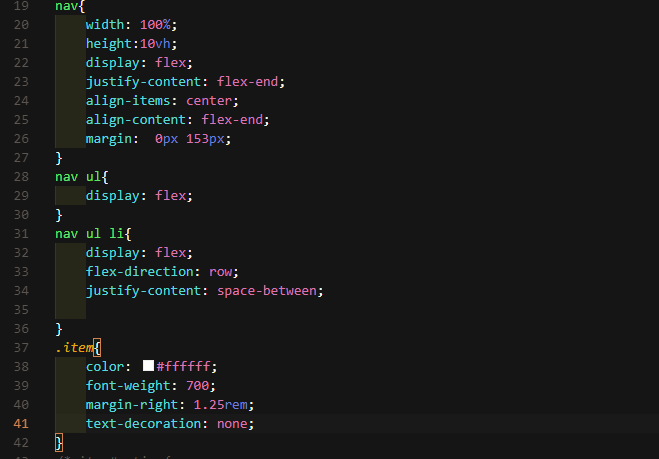 19 nav{
20 width: 100%;
21 height:10vh;
22 display: flex;
23 justify-content: flex-end;
24 align-items: center;
25 align-content: flex-end;
26 margin:  0px 153px;
27 }
28 nav ul{
29 display: flex;
30 }
31 nav ul li{
32 display: flex;
33 flex-direction: row;
34 justify-content: space-between;
35
36 }
37 .item{
38 color: #ffffff;
39 font-weight: 700;
40 margin-right: 1.25rem;
41 text-decoration: none;
42 }